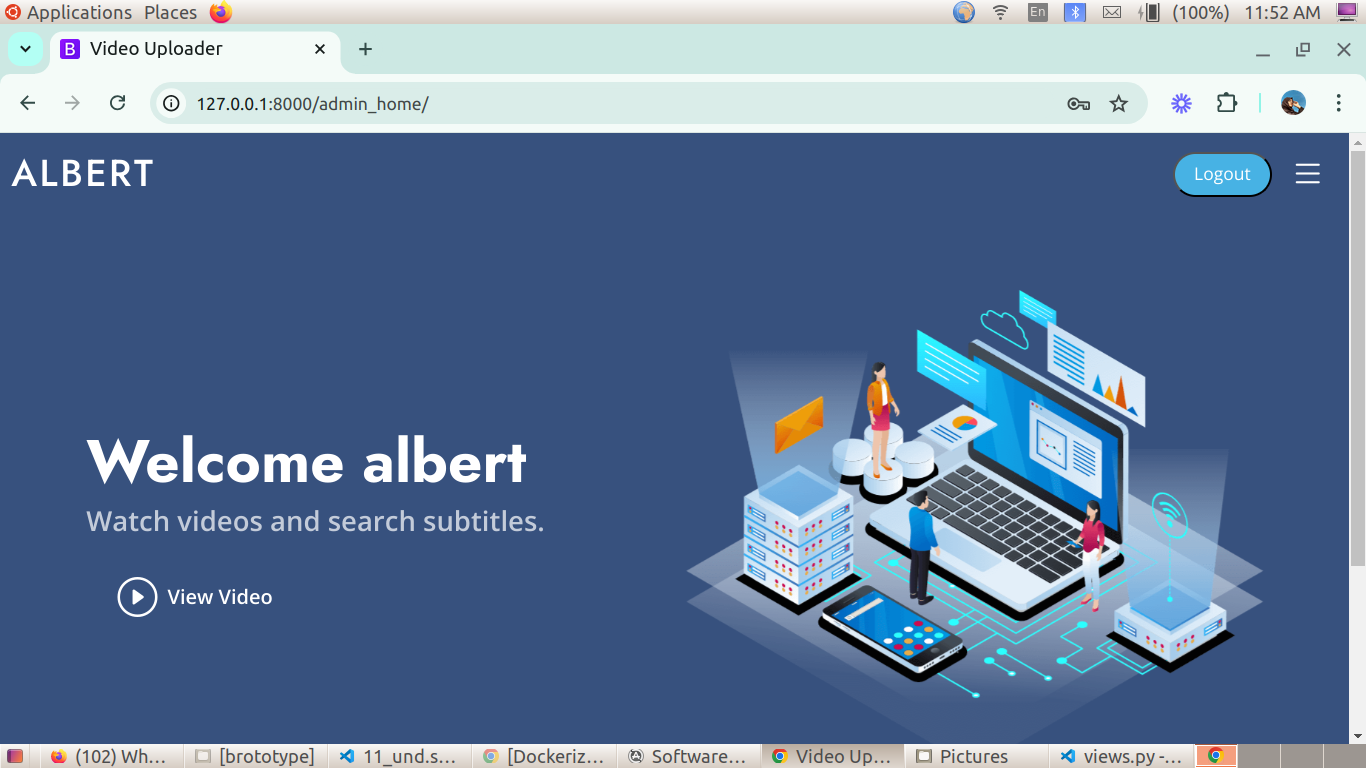 Applications Places En (100%) 11:52 AM
B Video Uploader
127.0.0.1:8000/admin_home/
ALBERT
Logout
Welcome albert
Watch videos and search subtitles.
View Video
(102) Wh... [brototype] 11_und.s... [Dockeriz... Software... Video Up... Pictures views.py -...